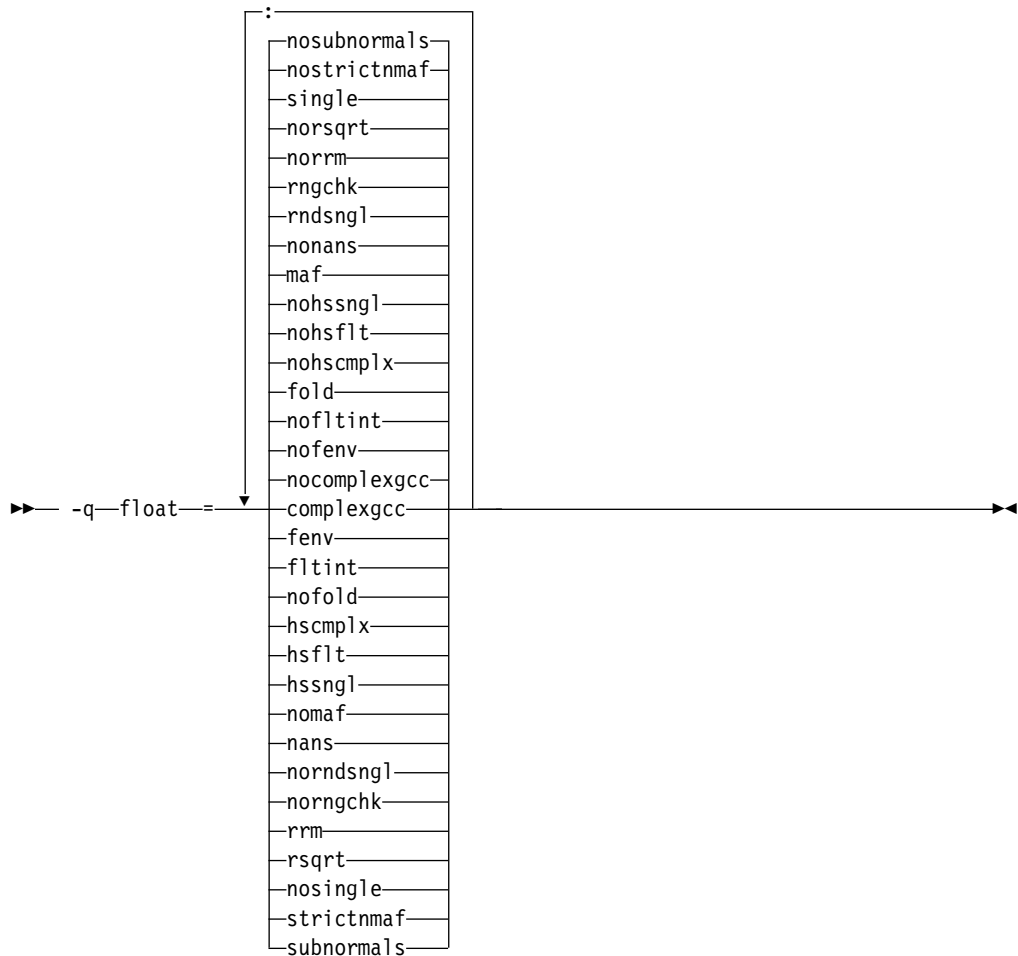 :
nosubnormals
nostrictnmaf
single
norsqrt
norrm
rngchk
rndsngl
nonans
maf
nohssngl
nohsflt
nohscmplx
fold
nofltint
nofenv
nocomplexgcc
-q float = complexgcc
fenv
fltint
nofold
hscmplx
hsflt
hssngl
nomaf
nans
norndsngl
norngchk
rrm
rsqrt
nosingle
strictnmaf
subnormals